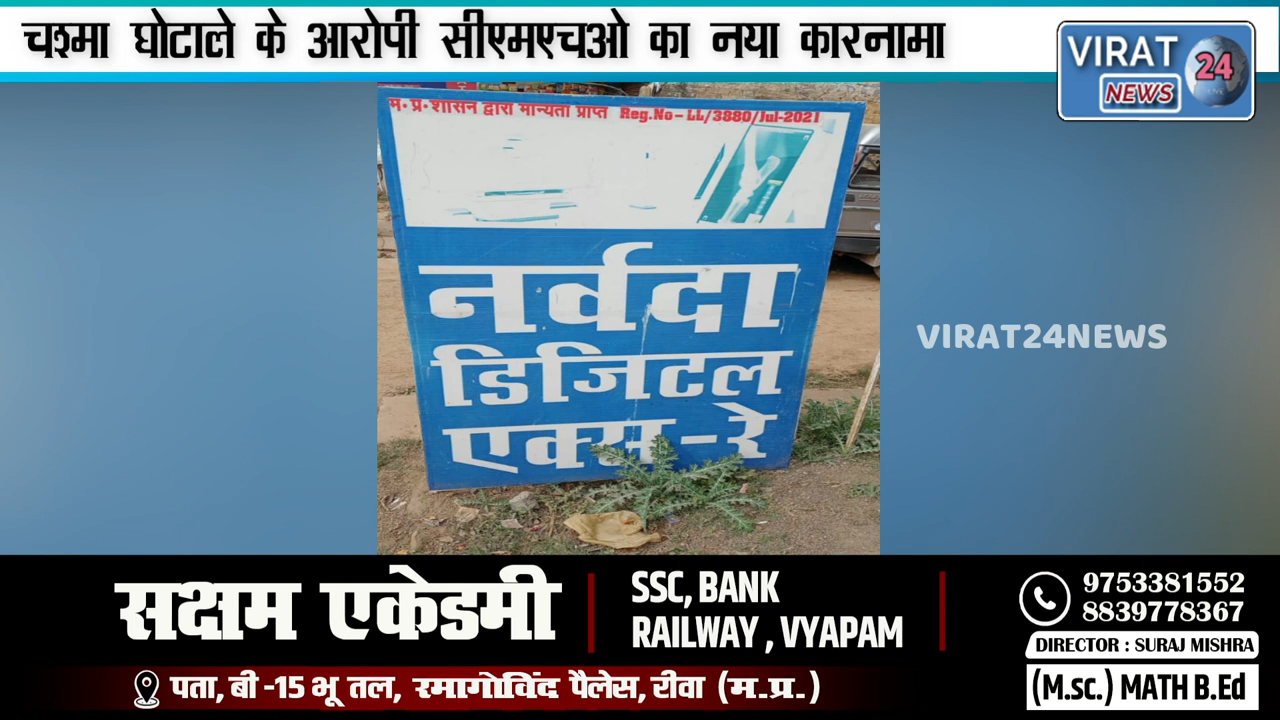 चश्मा घोटाले के आरोपी सीएमएचओ का नया कारनामा
VIRAT
24
NEWS
म.प्र.शासन द्वारा मान्यता प्राप्त Reg.No-LL/3880/Jul-2021
नर्वदा
डिजिटल
एक्स-रे
VIRAT24NEWS
सक्षम एकेडमी
SSC, BANK
RAILWAY , VYAPAM
9753381552
8839778367
DIRECTOR : SURAJ MISHRA
(M.sc.) MATH B.Ed
पता, बी -15 भू तल, रमागोविंद पैलेस, रीवा (म.प्र.)